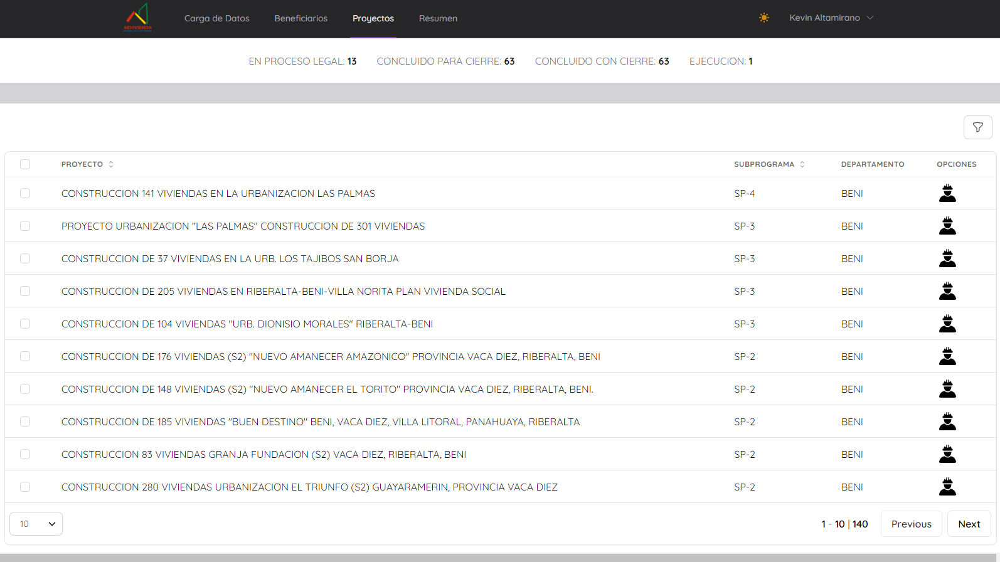 AEVIVIENDA
Carga de Datos Beneficiarios Proyectos Resumen Kevin Altamirano
EN PROCESO LEGAL: 13 CONCLUIDO PARA CIERRE: 63 CONCLUIDO CON CIERRE: 63 EJECUCION: 1
PROYECTO SUBPROGRAMA DEPARTAMENTO OPCIONES
CONSTRUCCION 141 VIVIENDAS EN LA URBANIZACION LAS PALMAS SP-4 BENI
PROYECTO URBANIZACION "LAS PALMAS" CONSTRUCCION DE 301 VIVIENDAS SP-3 BENI
CONSTRUCCION DE 37 VIVIENDAS EN LA URB. LOS TAJIBOS SAN BORJA SP-3 BENI
CONSTRUCCION DE 205 VIVIENDAS EN RIBERALTA-BENI-VILLA NORITA PLAN VIVIENDA SOCIAL SP-3 BENI
CONSTRUCCION DE 104 VIVIENDAS "URB. DIONISIO MORALES" RIBERALTA-BENI SP-3 BENI
CONSTRUCCION DE 176 VIVIENDAS (S2) "NUEVO AMANECER AMAZONICO" PROVINCIA VACA DIEZ, RIBERALTA, BENI SP-2 BENI
CONSTRUCCION DE 148 VIVIENDAS (S2) "NUEVO AMANECER EL TORITO" PROVINCIA VACA DIEZ, RIBERALTA, BENI. SP-2 BENI
CONSTRUCCION DE 185 VIVIENDAS "BUEN DESTINO" BENI, VACA DIEZ, VILLA LITORAL, PANAHUAYA, RIBERALTA SP-2 BENI
CONSTRUCCION 83 VIVIENDAS GRANJA FUNDACION (S2) VACA DIEZ, RIBERALTA, BENI SP-2 BENI
CONSTRUCCION 280 VIVIENDAS URBANIZACION EL TRIUNFO (S2) GUAYARAMERIN, PROVINCIA VACA DIEZ SP-2 BENI
10 1 - 10 | 140 Previous Next